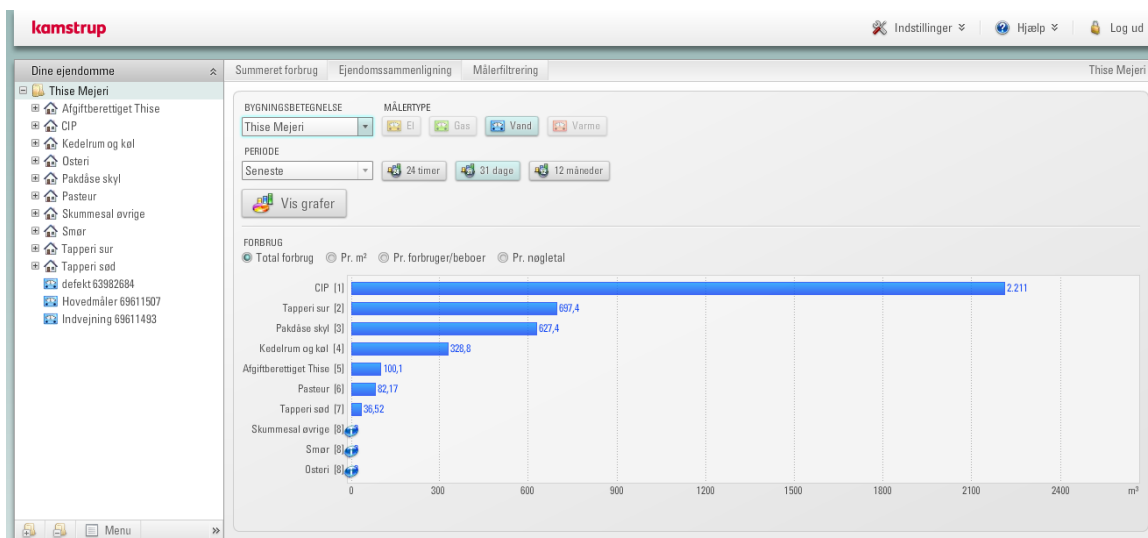 kamstrup
Indstillinger
Hjælp
Log ud
Dine ejendomme
Thise Mejeri
Afgiftberettiget Thise
CIP
Kedelrum og køl
Osteri
Pakdåse skyl
Pasteur
Skummesal øvrige
Smør
Tapperi sur
Tapperi sød
defekt 63982684
Hovedmåler 69611507
Indvejning 69611493
Menu
Summeret forbrug Ejendomssammenligning Målerfiltrering Thise Mejeri
BYGNINGSBETEGNELSE MÅLERTYPE
Thise Mejeri El Gas Vand Varme
PERIODE
Seneste 24 timer 31 dage 12 måneder
Vis grafer
FORBRUG
Total forbrug Pr. m² Pr. forbruger/beboer Pr. nøgletal
CIP [1] 2.211
Tapperi sur [2] 697,4
Pakdåse skyl [3] 627,4
Kedelrum og køl [4] 328,8
Afgiftberettiget Thise [5] 100,1
Pasteur [6] 82,17
Tapperi sød [7] 36,52
Skummesal øvrige [8]
Smør [8]
Osteri [8]
0 300 600 900 1200 1500 1800 2100 2400 m³